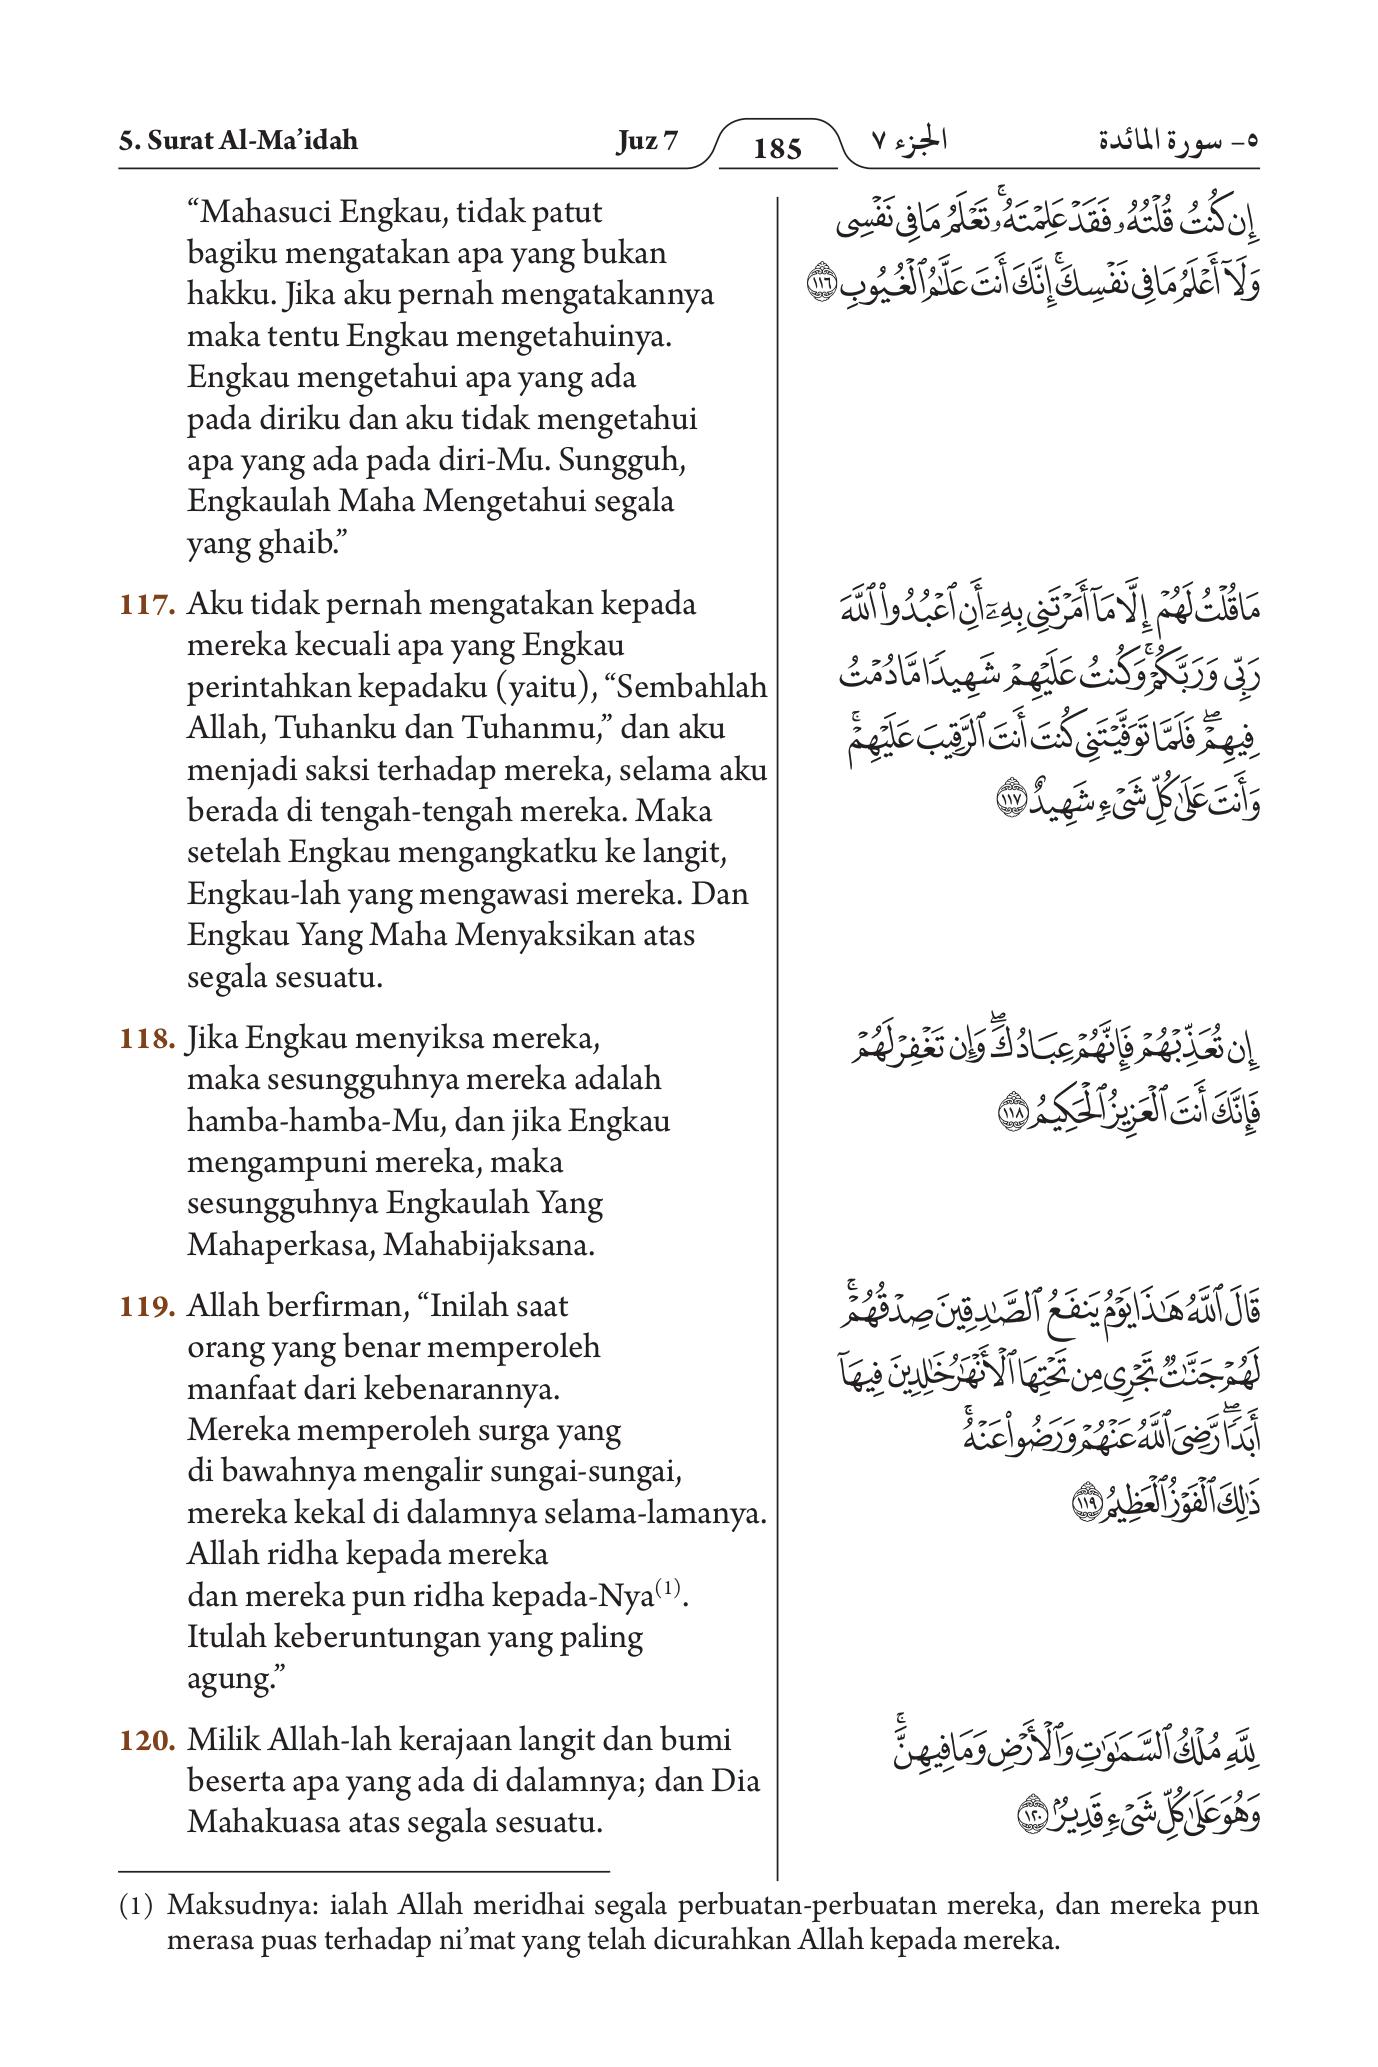 5. Surat Al-Ma’idah
Juz 7
185
الجزء ٧
٥- سورة المائدة
“Mahasuci Engkau, tidak patut
bagiku mengatakan apa yang bukan
hakku. Jika aku pernah mengatakannya
maka tentu Engkau mengetahuinya.
Engkau mengetahui apa yang ada
pada diriku dan aku tidak mengetahui
apa yang ada pada diri-Mu. Sungguh,
Engkaulah Maha Mengetahui segala
yang ghaib.”
إِن كُنتُ قُلْتُهُۥ فَقَدْ عَلِمْتَهُۥ ۚ تَعْلَمُ مَا فِى نَفْسِى
وَلَآ أَعْلَمُ مَا فِى نَفْسِكَ ۚ إِنَّكَ أَنتَ عَلَّـٰمُ ٱلْغُيُوبِ ١١٦
117. Aku tidak pernah mengatakan kepada
mereka kecuali apa yang Engkau
perintahkan kepadaku (yaitu), “Sembahlah
Allah, Tuhanku dan Tuhanmu,” dan aku
menjadi saksi terhadap mereka, selama aku
berada di tengah-tengah mereka. Maka
setelah Engkau mengangkatku ke langit,
Engkau-lah yang mengawasi mereka. Dan
Engkau Yang Maha Menyaksikan atas
segala sesuatu.
مَا قُلْتُ لَهُمْ إِلَّا مَآ أَمَرْتَنِى بِهِۦٓ أَنِ ٱعْبُدُوا۟ ٱللَّهَ
رَبِّى وَرَبَّكُمْ ۚ وَكُنتُ عَلَيْهِمْ شَهِيدًا مَّا دُمْتُ
فِيهِمْ ۖ فَلَمَّا تَوَفَّيْتَنِى كُنتَ أَنتَ ٱلرَّقِيبَ عَلَيْهِمْ ۚ
وَأَنتَ عَلَىٰ كُلِّ شَىْءٍ شَهِيدٌ ١١٧
118. Jika Engkau menyiksa mereka,
maka sesungguhnya mereka adalah
hamba-hamba-Mu, dan jika Engkau
mengampuni mereka, maka
sesungguhnya Engkaulah Yang
Mahaperkasa, Mahabijaksana.
إِن تُعَذِّبْهُمْ فَإِنَّهُمْ عِبَادُكَ ۖ وَإِن تَغْفِرْ لَهُمْ
فَإِنَّكَ أَنتَ ٱلْعَزِيزُ ٱلْحَكِيمُ ١١٨
119. Allah berfirman, “Inilah saat
orang yang benar memperoleh
manfaat dari kebenarannya.
Mereka memperoleh surga yang
di bawahnya mengalir sungai-sungai,
mereka kekal di dalamnya selama-lamanya.
Allah ridha kepada mereka
dan mereka pun ridha kepada-Nya(1).
Itulah keberuntungan yang paling
agung.”
قَالَ ٱللَّهُ هَـٰذَا يَوْمُ يَنفَعُ ٱلصَّـٰدِقِينَ صِدْقُهُمْ ۚ
لَهُمْ جَنَّـٰتٌ تَجْرِى مِن تَحْتِهَا ٱلْأَنْهَـٰرُ خَـٰلِدِينَ فِيهَآ
أَبَدًا ۖ رَّضِىَ ٱللَّهُ عَنْهُمْ وَرَضُوا۟ عَنْهُ ۚ
ذَٰلِكَ ٱلْفَوْزُ ٱلْعَظِيمُ ١١٩
120. Milik Allah-lah kerajaan langit dan bumi
beserta apa yang ada di dalamnya; dan Dia
Mahakuasa atas segala sesuatu.
لِلَّهِ مُلْكُ ٱلسَّمَـٰوَٰتِ وَٱلْأَرْضِ وَمَا فِيهِنَّ ۚ
وَهُوَ عَلَىٰ كُلِّ شَىْءٍ قَدِيرٌۢ ١٢٠
(1) Maksudnya: ialah Allah meridhai segala perbuatan-perbuatan mereka, dan mereka pun
merasa puas terhadap ni’mat yang telah dicurahkan Allah kepada mereka.